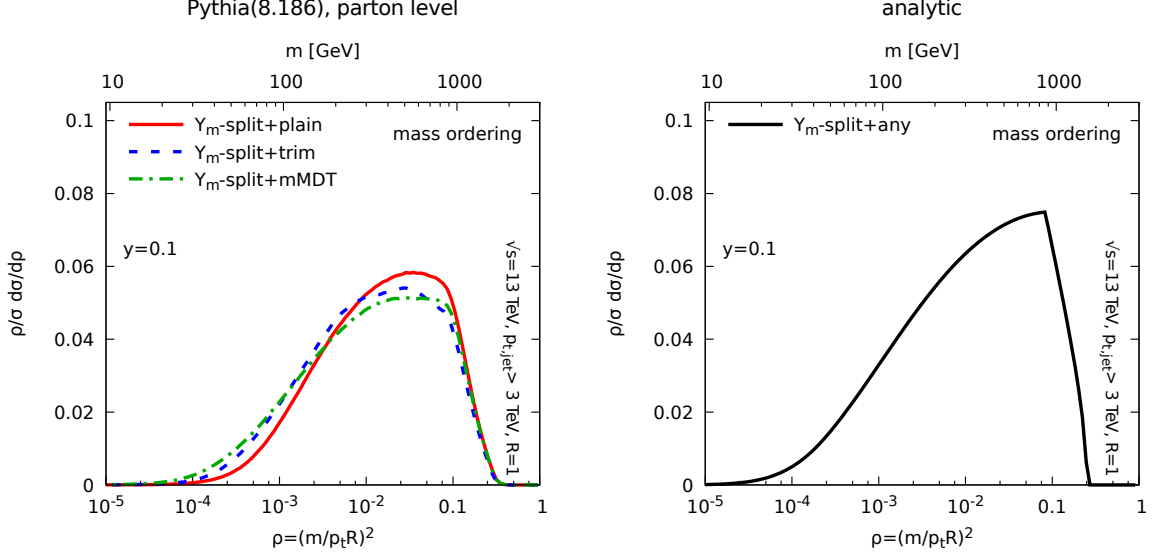 Pythia(8.186), parton level
m [GeV]
10 100 1000
Y_m-split+plain
Y_m-split+trim
Y_m-split+mMDT
mass ordering
y=0.1
√s=13 TeV, p_t,jet> 3 TeV, R=1
ρ/σ dσ/dρ
0.1
0.08
0.06
0.04
0.02
0
10^-5 10^-4 10^-3 10^-2 0.1 1
ρ=(m/p_tR)^2
analytic
m [GeV]
10 100 1000
Y_m-split+any
mass ordering
y=0.1
√s=13 TeV, p_t,jet> 3 TeV, R=1
ρ/σ dσ/dρ
0.1
0.08
0.06
0.04
0.02
0
10^-5 10^-4 10^-3 10^-2 0.1 1
ρ=(m/p_tR)^2